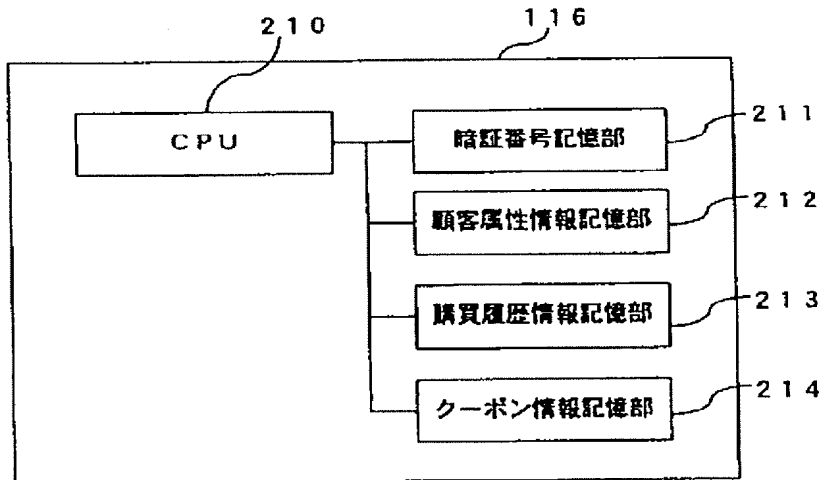 210
116
CPU
暗証番号記憶部
211
顧客属性情報記憶部
212
購買履歴情報記憶部
213
クーポン情報記憶部
214